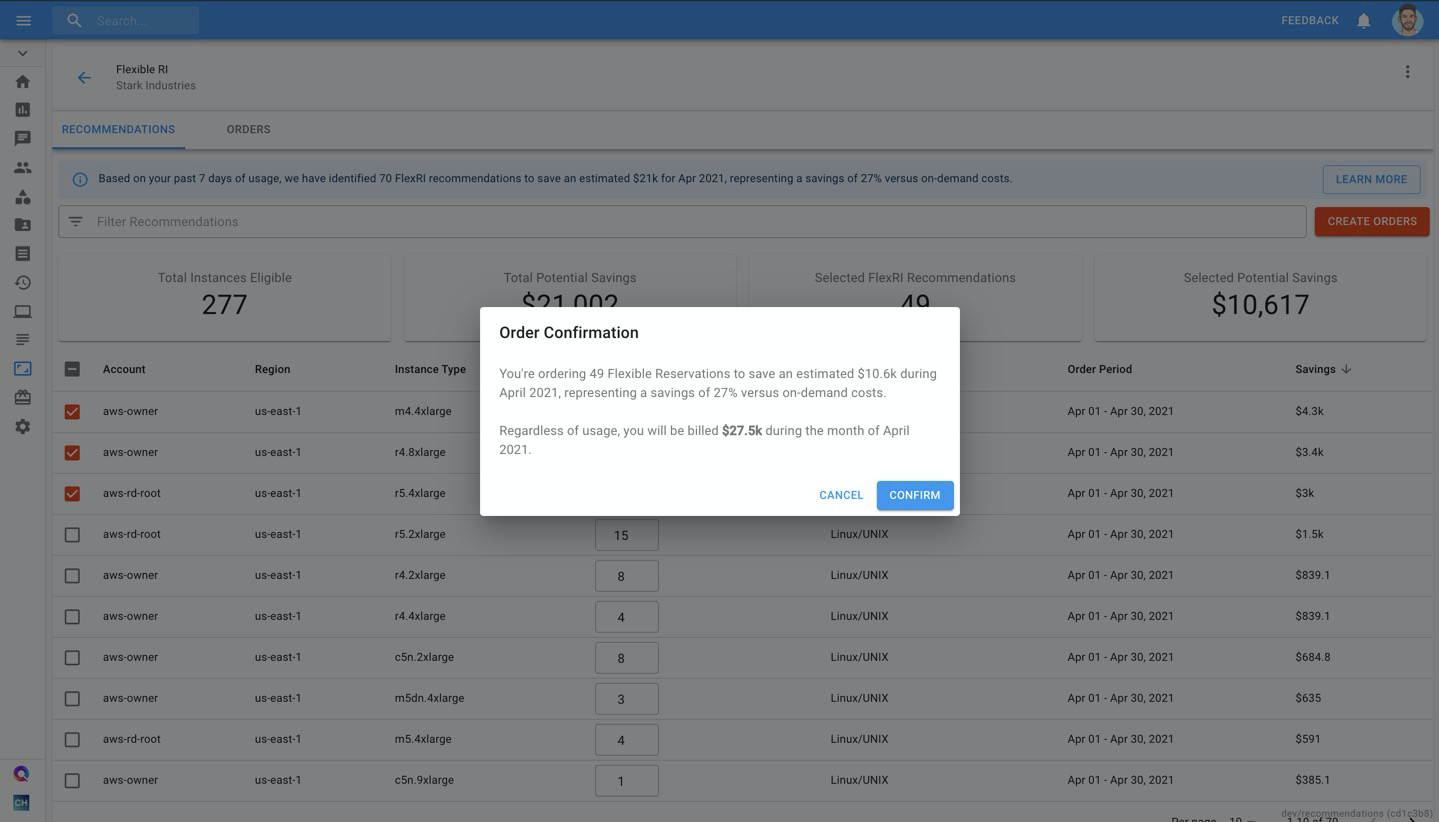 Search...
FEEDBACK
Flexible RI
Stark Industries
RECOMMENDATIONS ORDERS
Based on your past 7 days of usage, we have identified 70 FlexRI recommendations to save an estimated $21k for Apr 2021, representing a savings of 27% versus on-demand costs.
LEARN MORE
Filter Recommendations
CREATE ORDERS
Total Instances Eligible
277
Total Potential Savings
$21,002
Selected FlexRI Recommendations
49
Selected Potential Savings
$10,617
Order Confirmation
You're ordering 49 Flexible Reservations to save an estimated $10.6k during
April 2021, representing a savings of 27% versus on-demand costs.
Regardless of usage, you will be billed $27.5k during the month of April
2021.
CANCEL CONFIRM
Account Region Instance Type Order Period Savings
aws-owner us-east-1 m4.4xlarge Apr 01 - Apr 30, 2021 $4.3k
aws-owner us-east-1 r4.8xlarge Apr 01 - Apr 30, 2021 $3.4k
aws-rd-root us-east-1 r5.4xlarge Apr 01 - Apr 30, 2021 $3k
aws-rd-root us-east-1 r5.2xlarge 15 Linux/UNIX Apr 01 - Apr 30, 2021 $1.5k
aws-owner us-east-1 r4.2xlarge 8 Linux/UNIX Apr 01 - Apr 30, 2021 $839.1
aws-owner us-east-1 r4.4xlarge 4 Linux/UNIX Apr 01 - Apr 30, 2021 $839.1
aws-owner us-east-1 c5n.2xlarge 8 Linux/UNIX Apr 01 - Apr 30, 2021 $684.8
aws-owner us-east-1 m5dn.4xlarge 3 Linux/UNIX Apr 01 - Apr 30, 2021 $635
aws-rd-root us-east-1 m5.4xlarge 4 Linux/UNIX Apr 01 - Apr 30, 2021 $591
aws-owner us-east-1 c5n.9xlarge 1 Linux/UNIX Apr 01 - Apr 30, 2021 $385.1
CH
dev/recommendations (cd1c3b8)
Per page 10 1-10 of 70